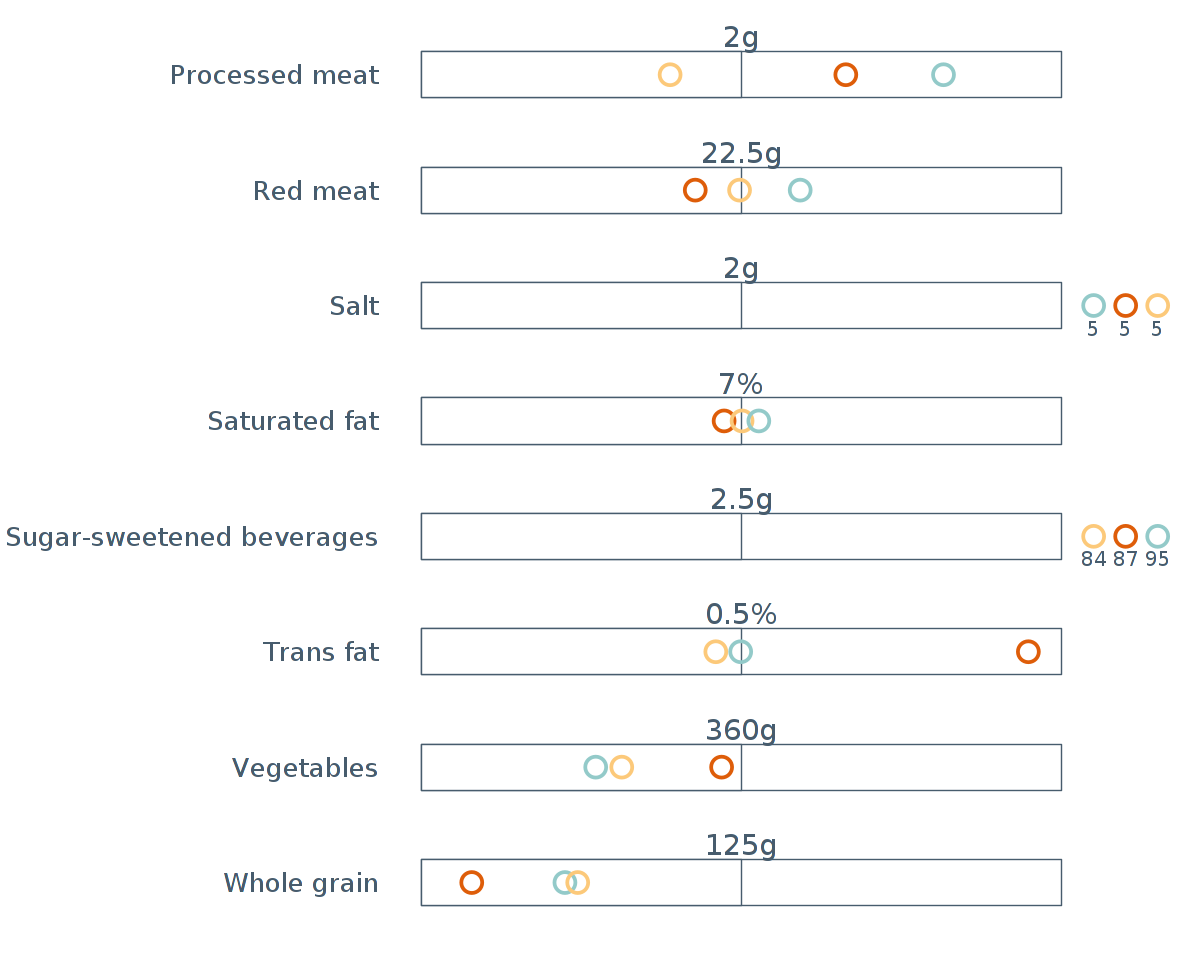 2g
Processed meat
22.5g
Red meat
2g
Salt
5 5 5
7%
Saturated fat
2.5g
Sugar-sweetened beverages
84 87 95
0.5%
Trans fat
360g
Vegetables
125g
Whole grain